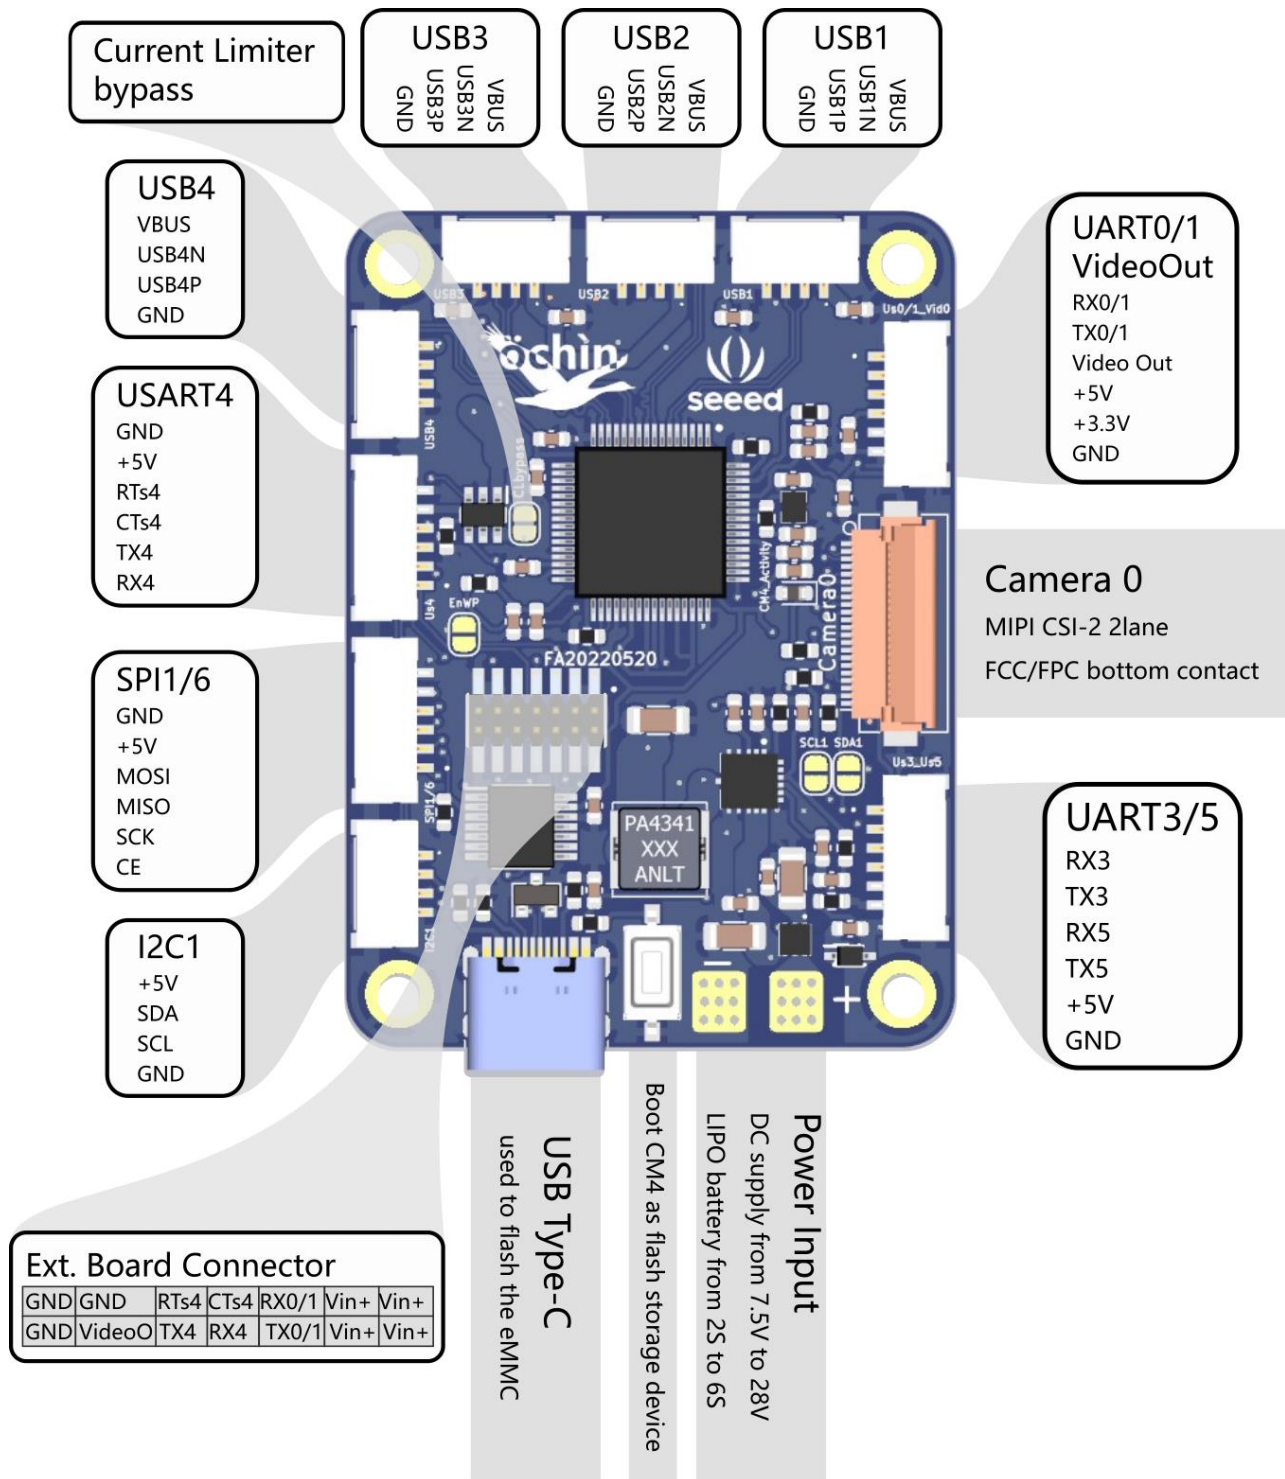 Current Limiter
bypass
USB3
GND
USB3P
USB3N
VBUS
USB2
GND
USB2P
USB2N
VBUS
USB1
GND
USB1P
USB1N
VBUS
USB4
VBUS
USB4N
USB4P
GND
USART4
GND
+5V
RTs4
CTs4
TX4
RX4
SPI1/6
GND
+5V
MOSI
MISO
SCK
CE
I2C1
+5V
SDA
SCL
GND
UART0/1
VideoOut
RX0/1
TX0/1
Video Out
+5V
+3.3V
GND
Camera 0
MIPI CSI-2 2lane
FCC/FPC bottom contact
UART3/5
RX3
TX3
RX5
TX5
+5V
GND
USB3
USB2
USB1
Us0/1_Vid0
öchìn
seeed
USB4
CLbypass
Us4
EnWP
CM4_Activity
Camera0
FA20220520
SCL1 SDA1
Us3_Us5
SPI1/6
PA4341
XXX
ANLT
I2C1
− +
Ext. Board Connector
GND GND RTs4 CTs4 RX0/1 Vin+ Vin+
GND VideoO TX4 RX4 TX0/1 Vin+ Vin+
USB Type-C
used to flash the eMMC
Boot CM4 as flash storage device
Power Input
DC supply from 7.5V to 28V
LIPO battery from 2S to 6S